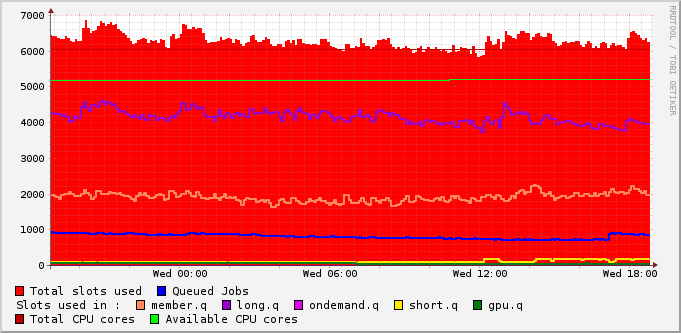 RRDTOOL / TOBI OETIKER
7000
6000
5000
4000
3000
2000
1000
0
Wed 00:00 Wed 06:00 Wed 12:00 Wed 18:00
Total slots used Queued Jobs
Slots used in : member.q long.q ondemand.q short.q gpu.q
Total CPU cores Available CPU cores